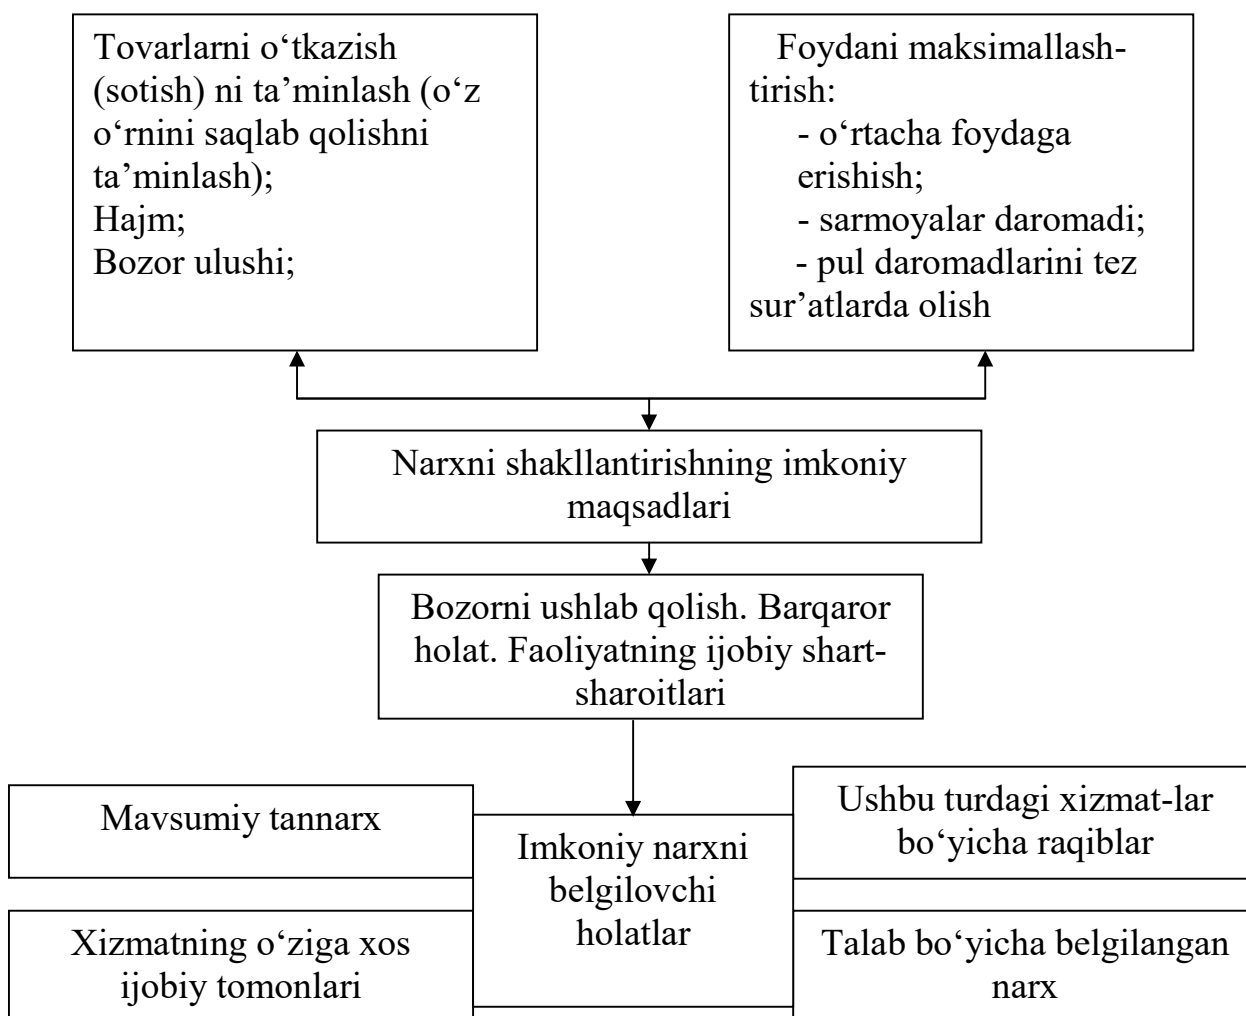 Tovarlarni o‘tkazish
(sotish) ni ta’minlash (o‘z
o‘rnini saqlab qolishni
ta’minlash);
Hajm;
Bozor ulushi;
Foydani maksimallash-
tirish:
- o‘rtacha foydaga
erishish;
- sarmoyalar daromadi;
- pul daromadlarini tez
sur’atlarda olish
Narxni shakllantirishning imkoniy
maqsadlari
Bozorni ushlab qolish. Barqaror
holat. Faoliyatning ijobiy shart-
sharoitlari
Mavsumiy tannarx
Xizmatning o‘ziga xos
ijobiy tomonlari
Imkoniy narxni
belgilovchi
holatlar
Ushbu turdagi xizmat-lar
bo‘yicha raqiblar
Talab bo‘yicha belgilangan
narx